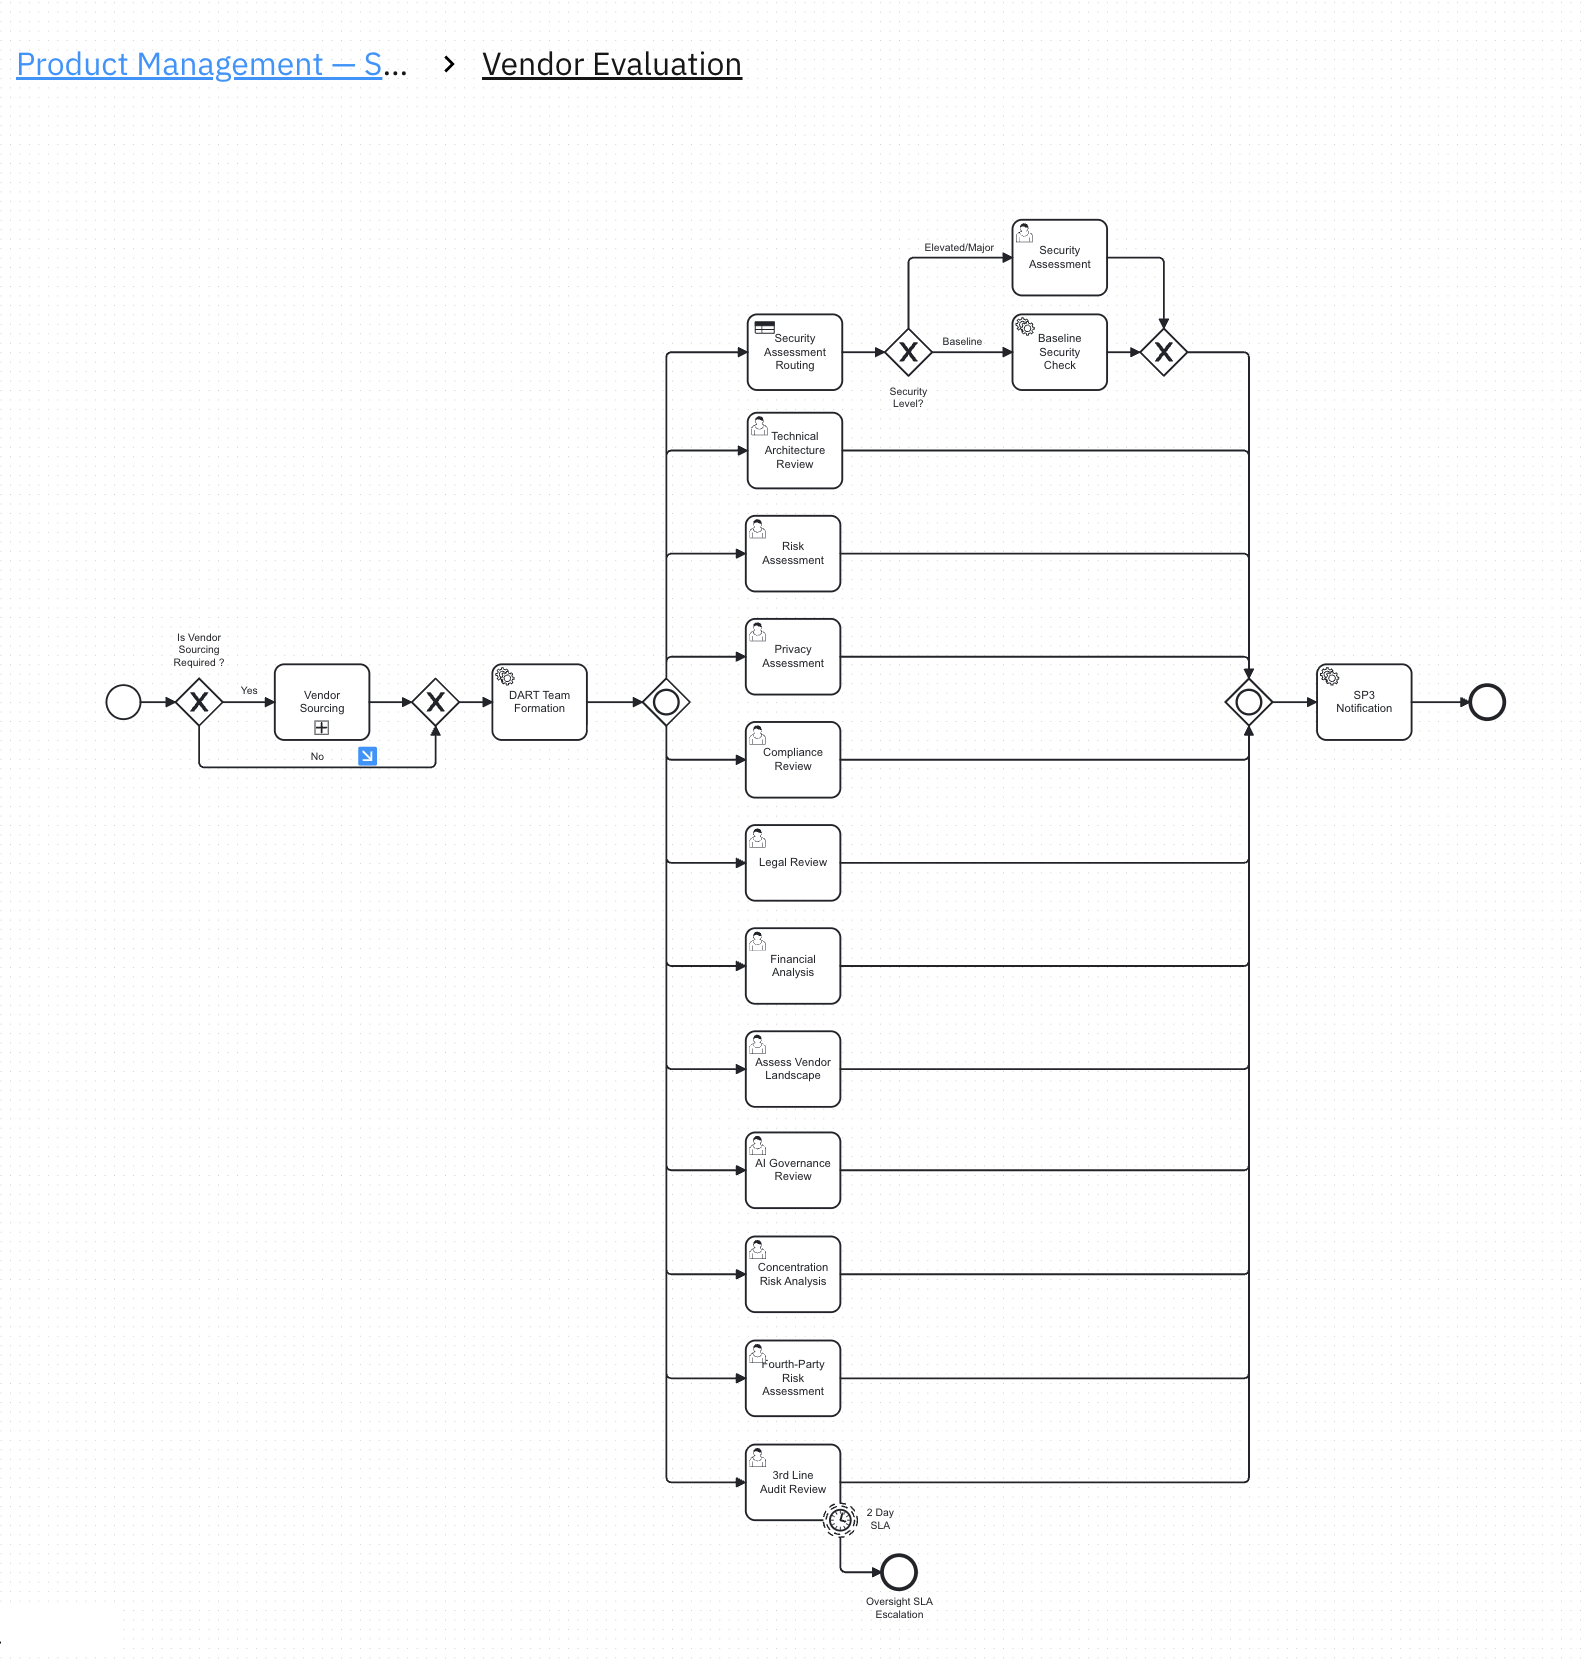 Product Management — S... > Vendor Evaluation
Elevated/Major
Security
Assessment
Security
Assessment
Routing
Baseline
Baseline
Security
Check
Security
Level?
Technical
Architecture
Review
Risk
Assessment
Is Vendor
Sourcing
Required ?
Yes
Vendor
Sourcing
No
DART Team
Formation
Privacy
Assessment
SP3
Notification
Compliance
Review
Legal Review
Financial
Analysis
Assess Vendor
Landscape
AI Governance
Review
Concentration
Risk Analysis
Fourth-Party
Risk
Assessment
3rd Line
Audit Review
2 Day
SLA
Oversight SLA
Escalation